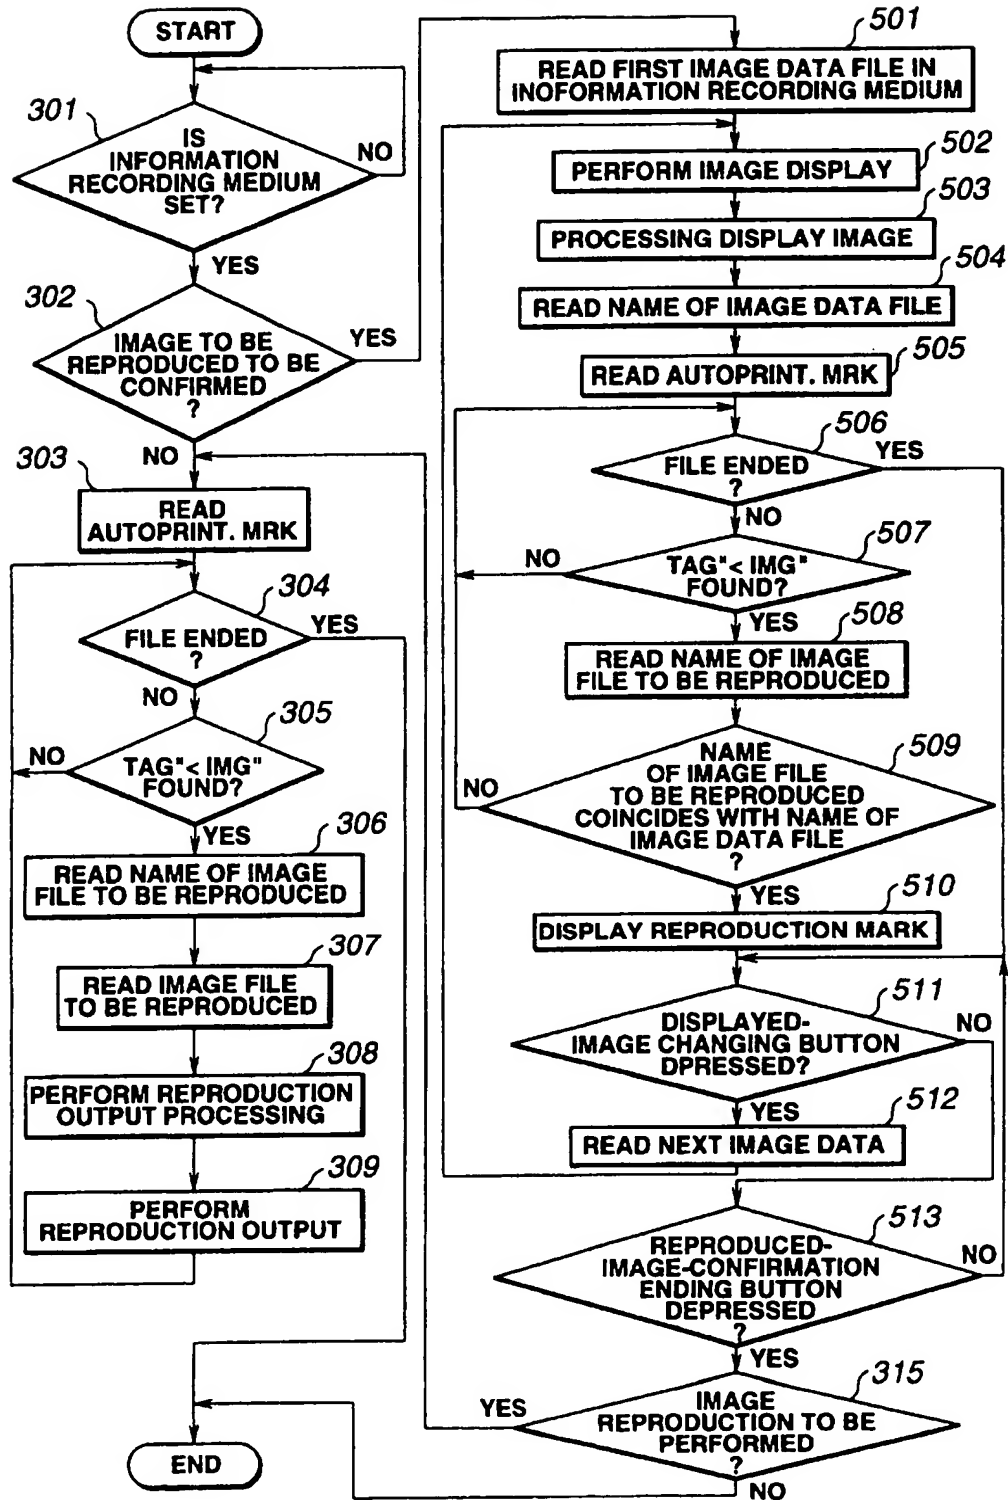 START
301
IS
INFORMATION
RECORDING MEDIUM
SET?
NO
YES
302
IMAGE TO BE
REPRODUCED TO BE
CONFIRMED
?
YES
NO
303
READ
AUTOPRINT. MRK
304
FILE ENDED
?
YES
NO
305
TAG"< IMG"
FOUND?
NO
YES
306
READ NAME OF IMAGE
FILE TO BE REPRODUCED
307
READ IMAGE FILE
TO BE REPRODUCED
308
PERFORM REPRODUCTION
OUTPUT PROCESSING
309
PERFORM
REPRODUCTION OUTPUT
END
501
READ FIRST IMAGE DATA FILE IN
INOFORMATION RECORDING MEDIUM
502
PERFORM IMAGE DISPLAY
503
PROCESSING DISPLAY IMAGE
504
READ NAME OF IMAGE DATA FILE
505
READ AUTOPRINT. MRK
506
FILE ENDED
?
YES
NO
507
TAG"< IMG"
FOUND?
NO
YES
508
READ NAME OF IMAGE
FILE TO BE REPRODUCED
509
NAME
OF IMAGE FILE
TO BE REPRODUCED
COINCIDES WITH NAME OF
IMAGE DATA FILE
?
NO
YES
510
DISPLAY REPRODUCTION MARK
511
DISPLAYED-
IMAGE CHANGING BUTTON
DPRESSED?
NO
YES
512
READ NEXT IMAGE DATA
513
REPRODUCED-
IMAGE-CONFIRMATION
ENDING BUTTON
DEPRESSED
?
NO
YES
315
IMAGE
REPRODUCTION TO BE
PERFORMED
?
YES
NO